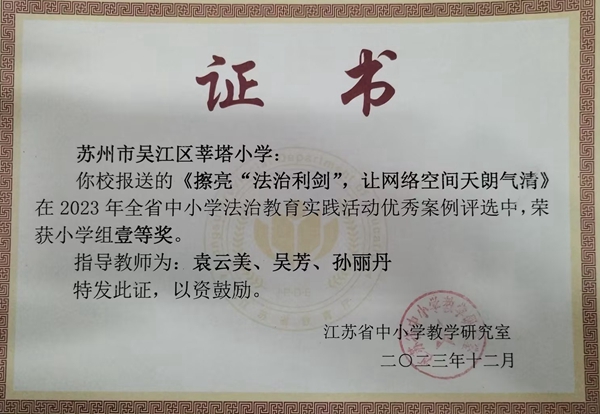 证 书
苏州市吴江区莘塔小学：
你校报送的《擦亮“法治利剑”，让网络空间天朗气清》
在 2023 年全省中小学法治教育实践活动优秀案例评选中，荣
获小学组壹等奖。
指导教师为：袁云美、吴芳、孙丽丹
特发此证，以资鼓励。
江苏省中小学教学研究室
二〇二三年十二月